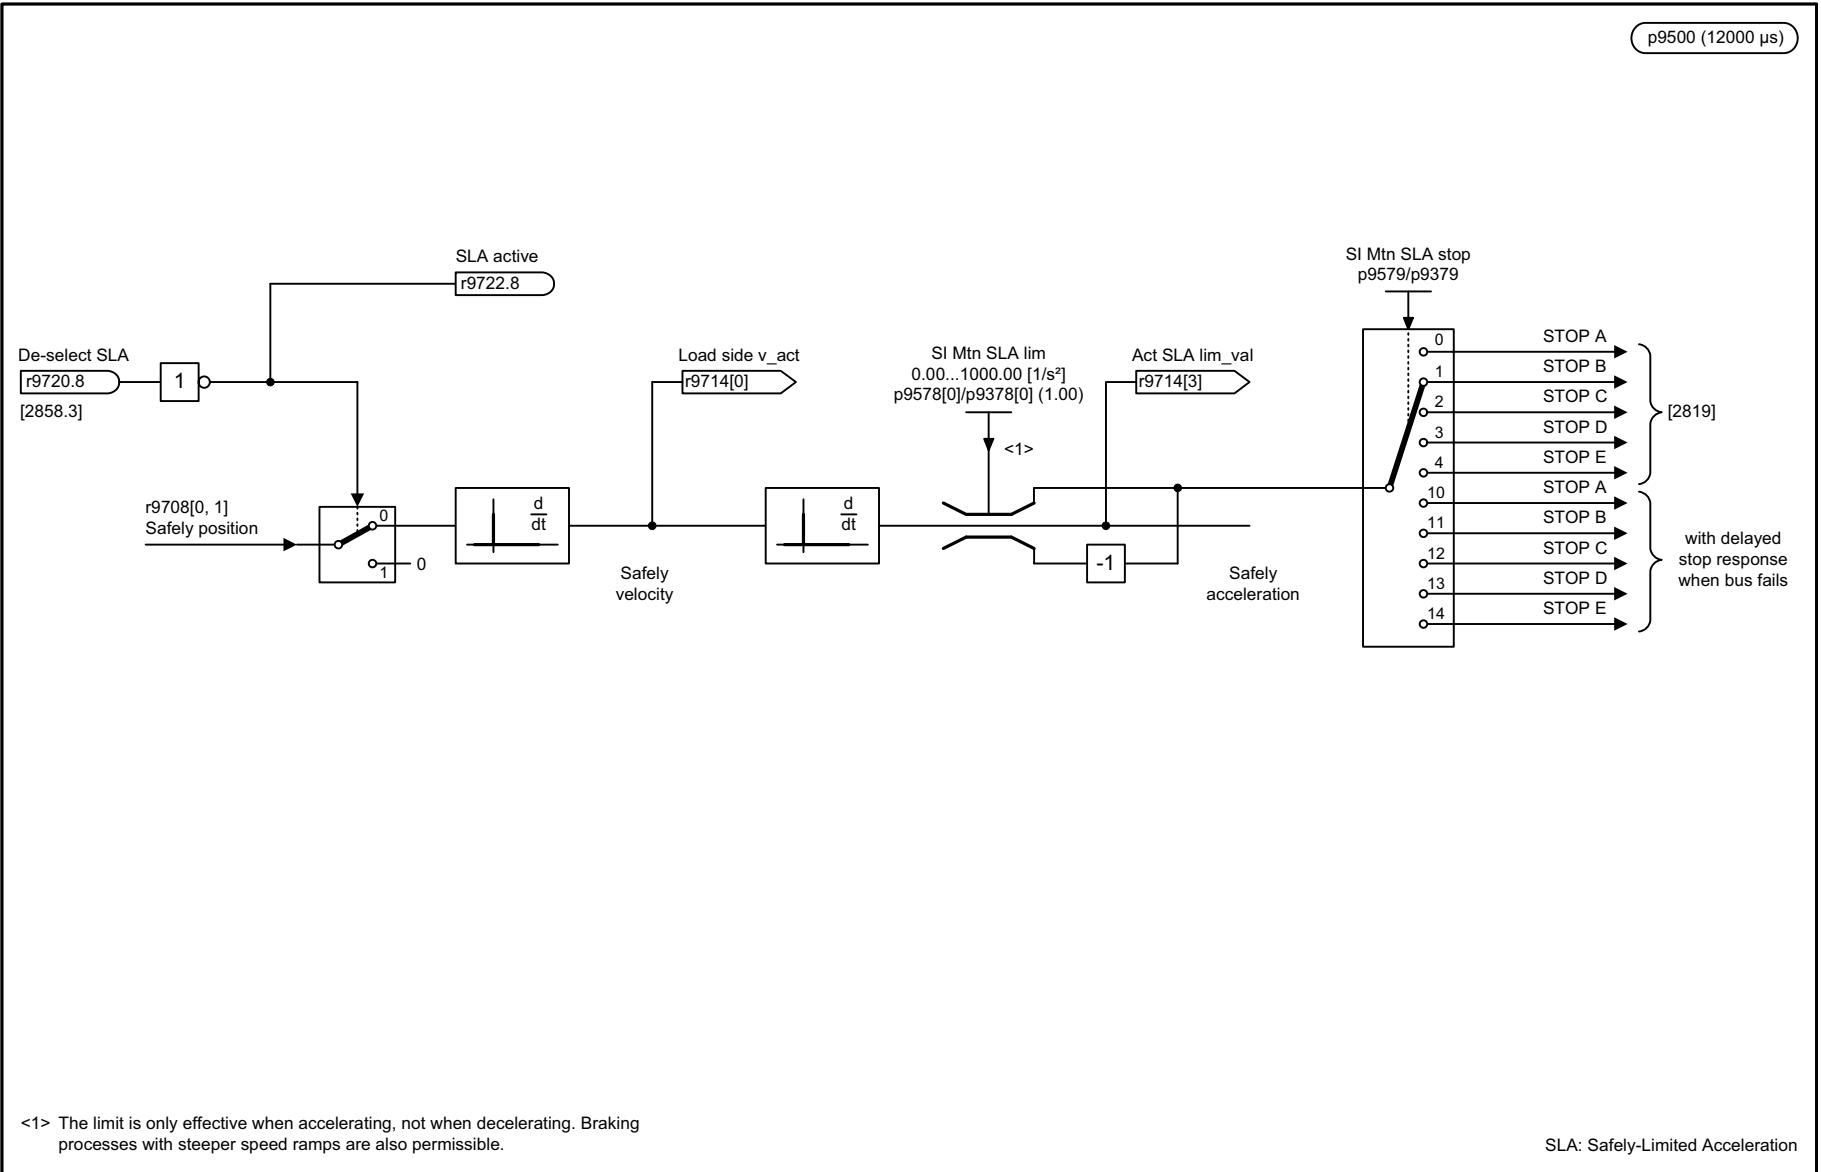 p9500 (12000 µs)
SLA active
r9722.8
De-select SLA
r9720.8
[2858.3]
1
r9708[0, 1]
Safely position
0
1
0
d
dt
Safely
velocity
Load side v_act
r9714[0]
d
dt
SI Mtn SLA lim
0.00...1000.00 [1/s²]
p9578[0]/p9378[0] (1.00)
<1>
Act SLA lim_val
r9714[3]
-1
Safely
acceleration
SI Mtn SLA stop
p9579/p9379
0
STOP A
1
STOP B
2
STOP C
3
STOP D
4
STOP E
[2819]
10
STOP A
11
STOP B
12
STOP C
13
STOP D
14
STOP E
with delayed
stop response
when bus fails
<1> The limit is only effective when accelerating, not when decelerating. Braking
processes with steeper speed ramps are also permissible.
SLA: Safely-Limited Acceleration